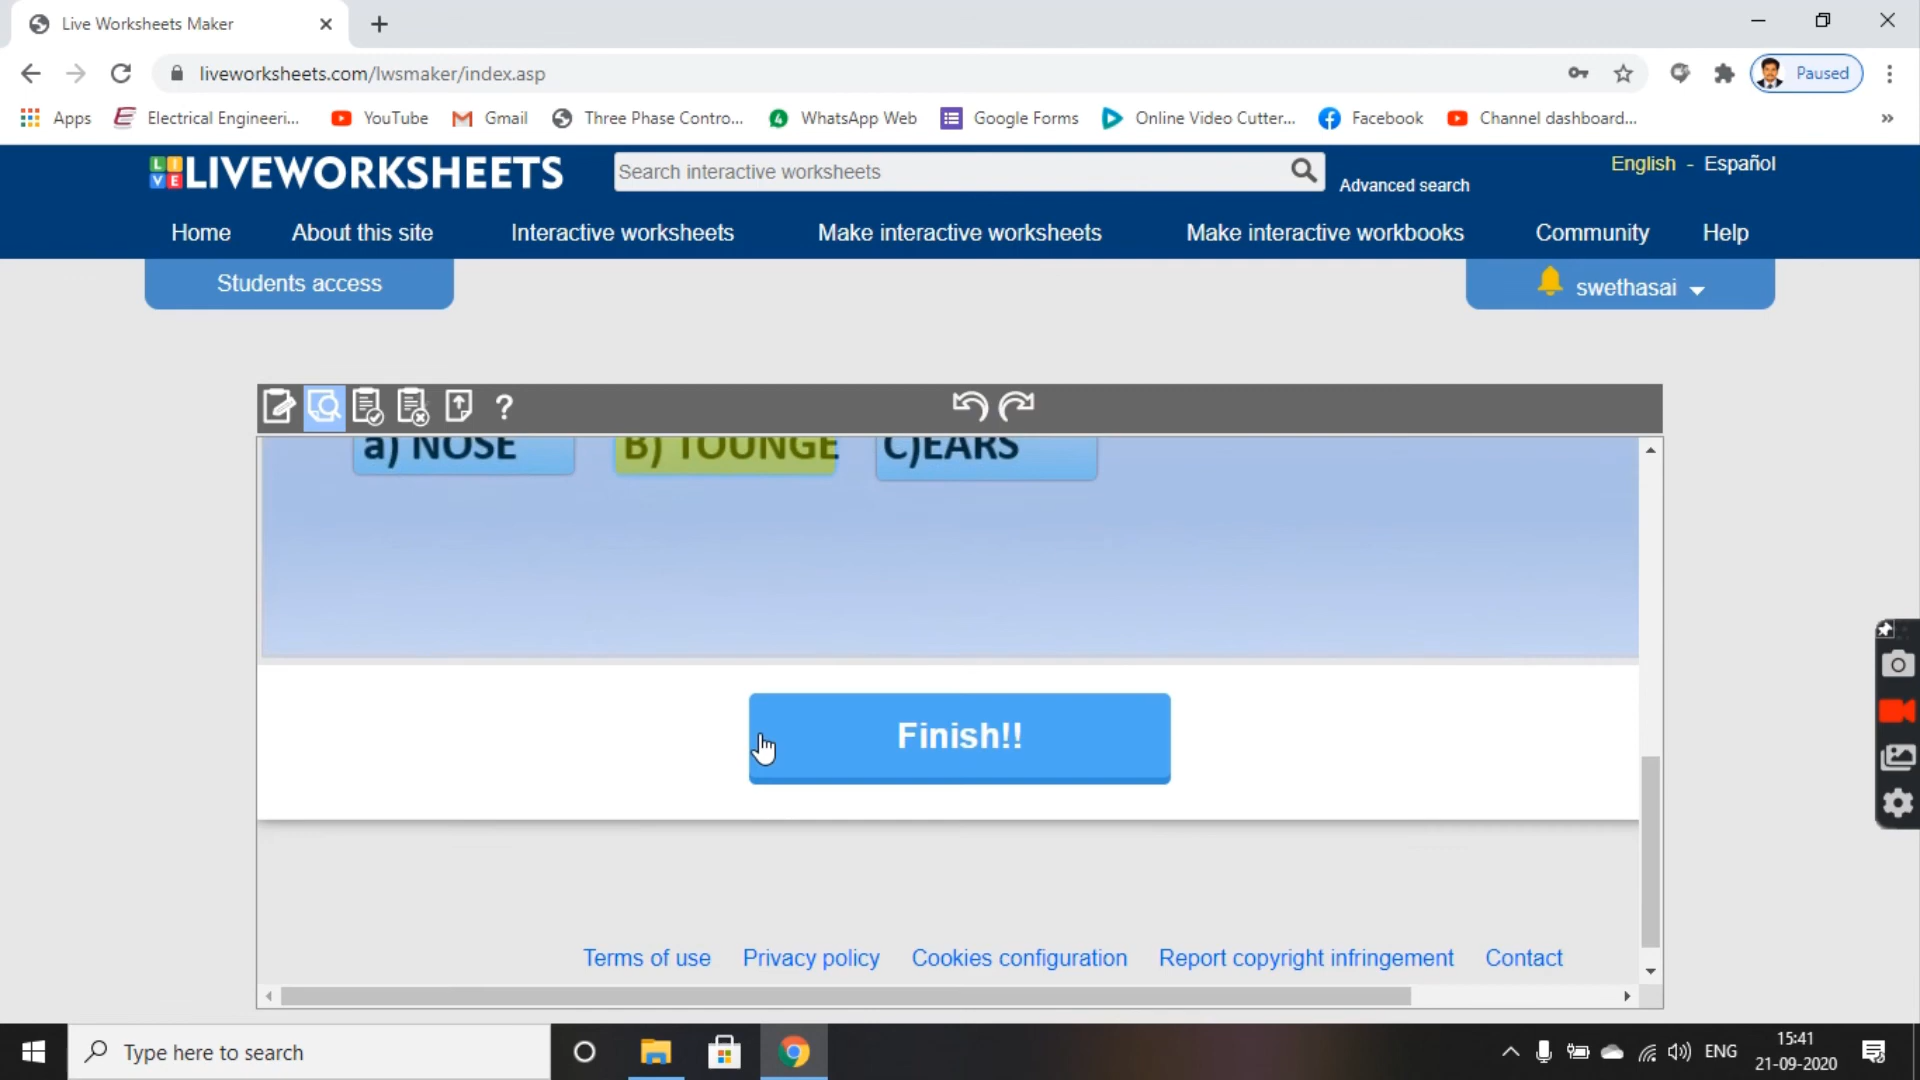 Live Worksheets Maker
liveworksheets.com/lwsmaker/index.asp
Paused
Apps
Electrical Engineeri...
YouTube
Gmail
Three Phase Contro...
WhatsApp Web
Google Forms
Online Video Cutter...
Facebook
Channel dashboard...
»
LIVE LIVEWORKSHEETS
Search interactive worksheets
Advanced search
English - Español
Home
About this site
Interactive worksheets
Make interactive worksheets
Make interactive workbooks
Community
Help
Students access
swethasai
?
a) NOSE
B) TOUNGE
C)EARS
Finish!!
Terms of use
Privacy policy
Cookies configuration
Report copyright infringement
Contact
Type here to search
ENG
15:41
21-09-2020